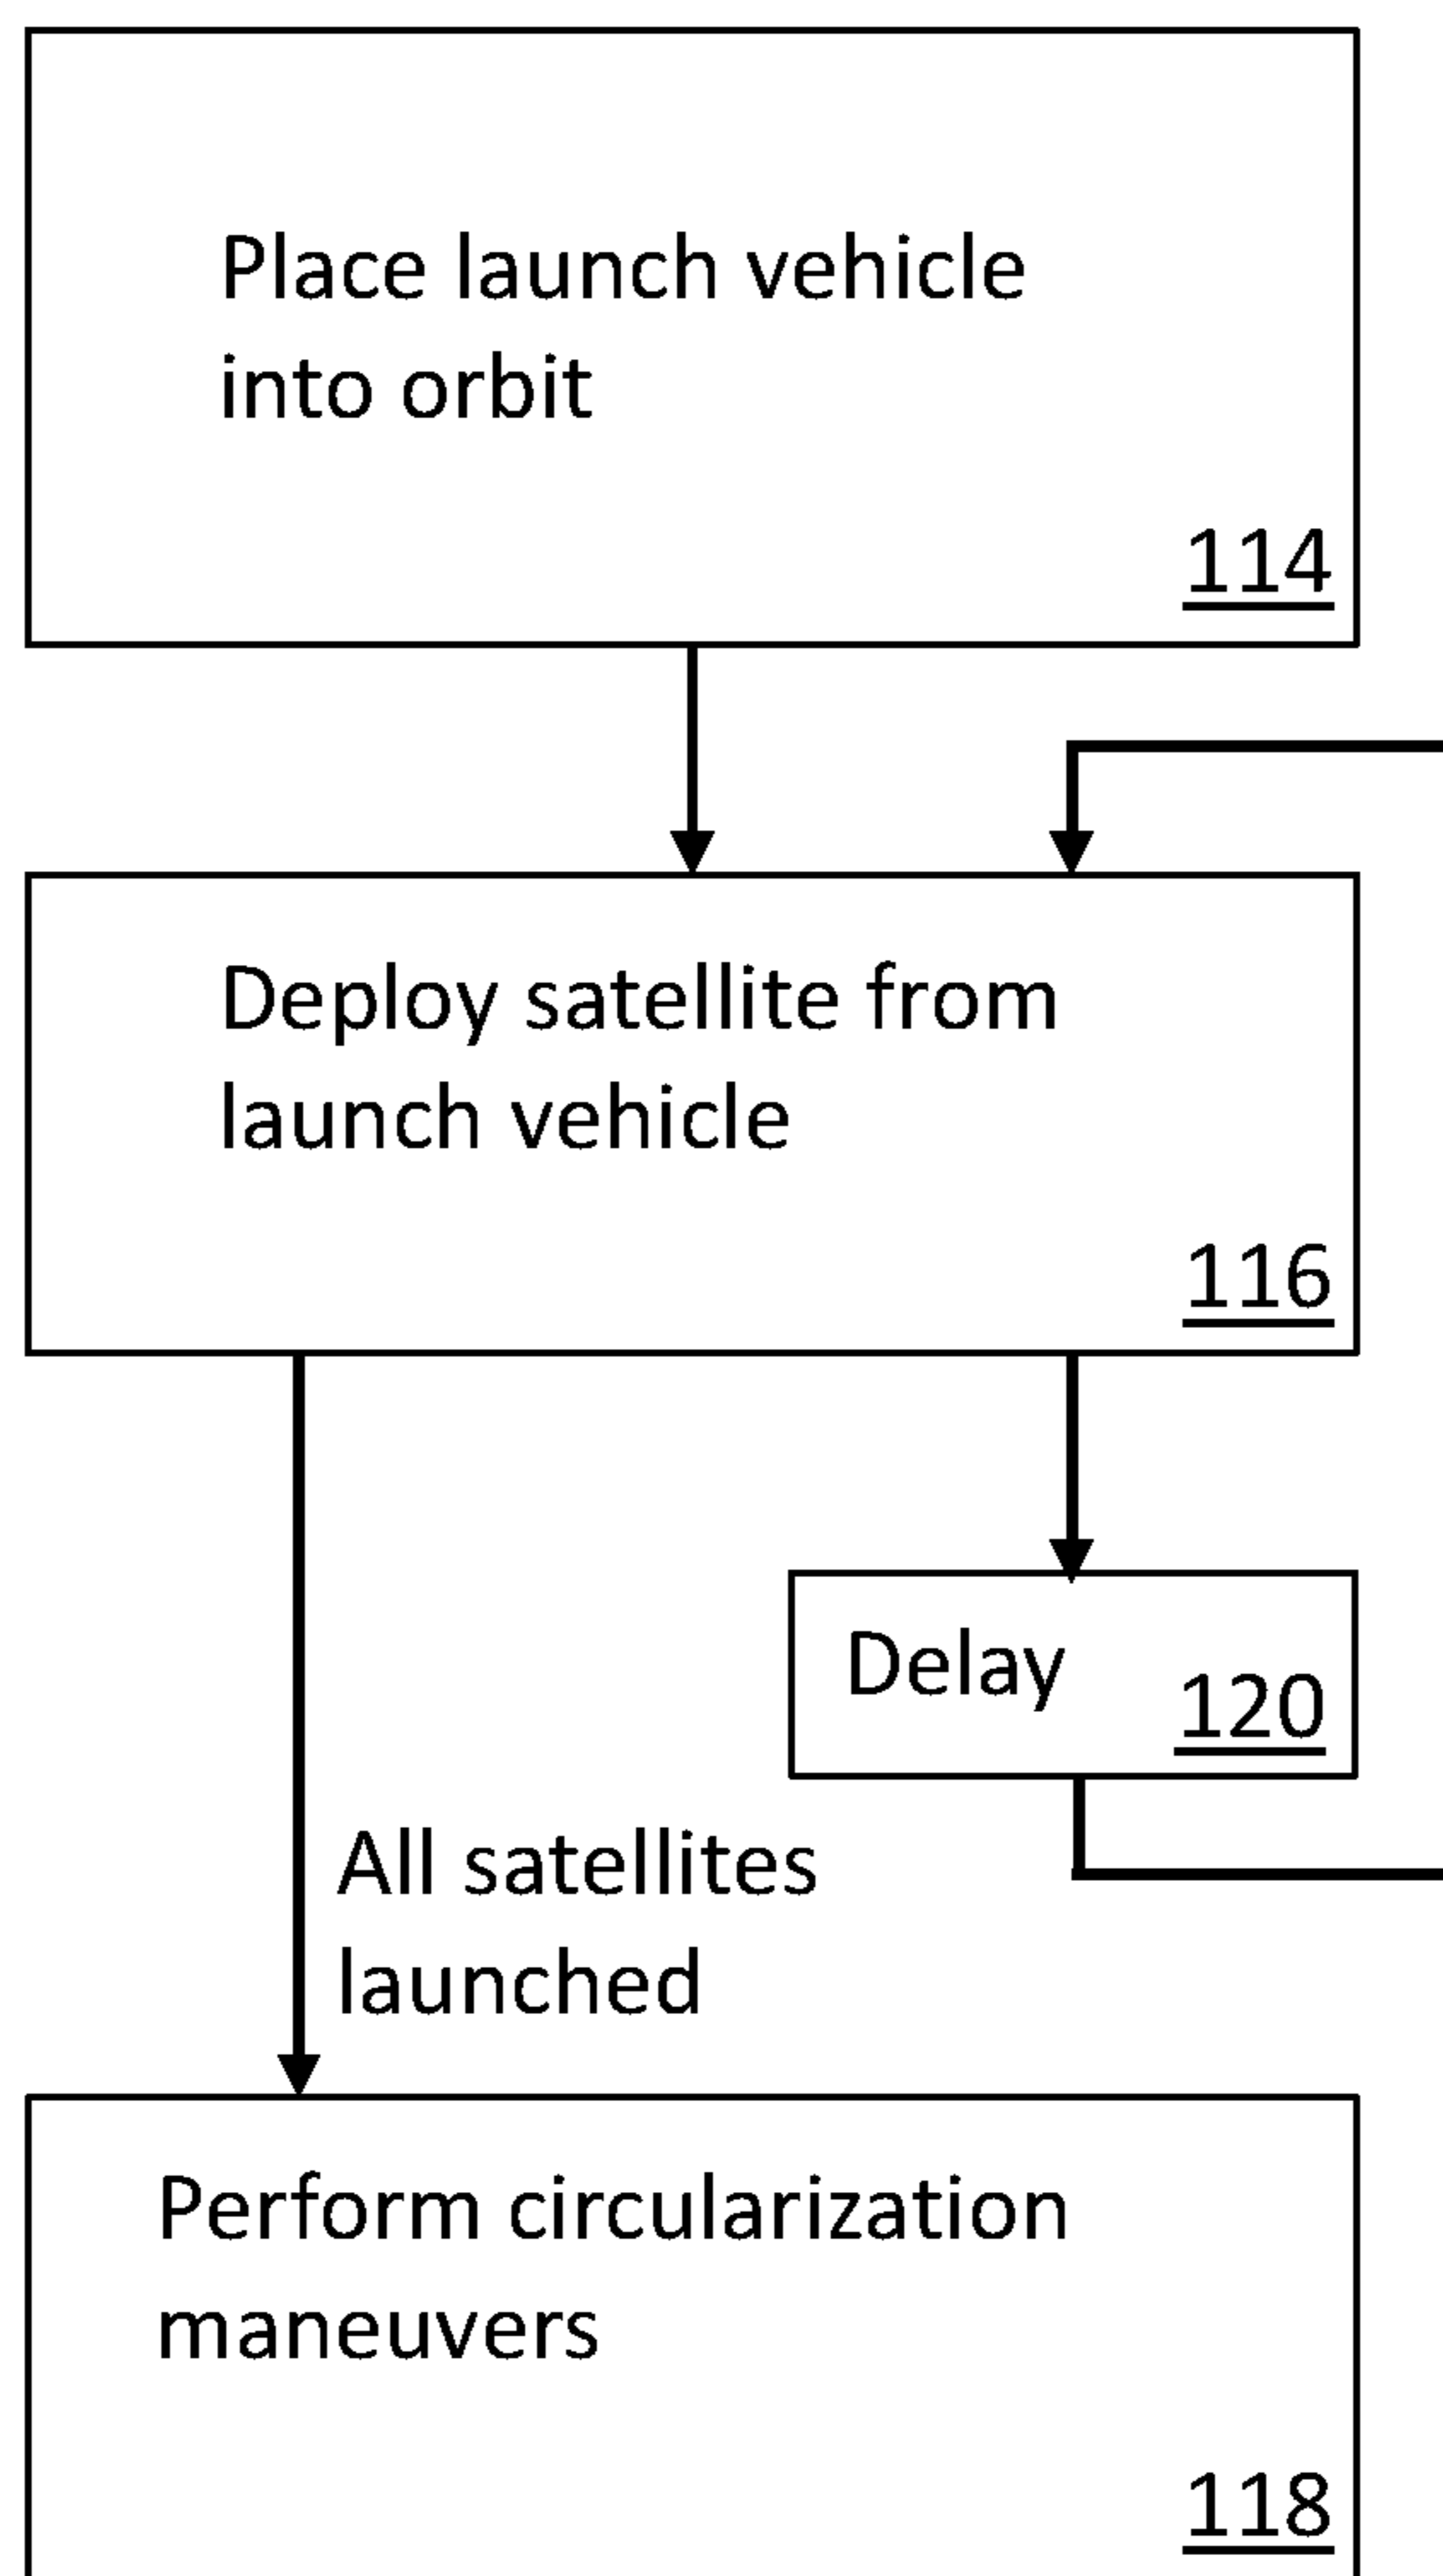 Place launch vehicle
into orbit
114
Deploy satellite from
launch vehicle
116
Delay
120
All satellites
launched
Perform circularization
maneuvers
118